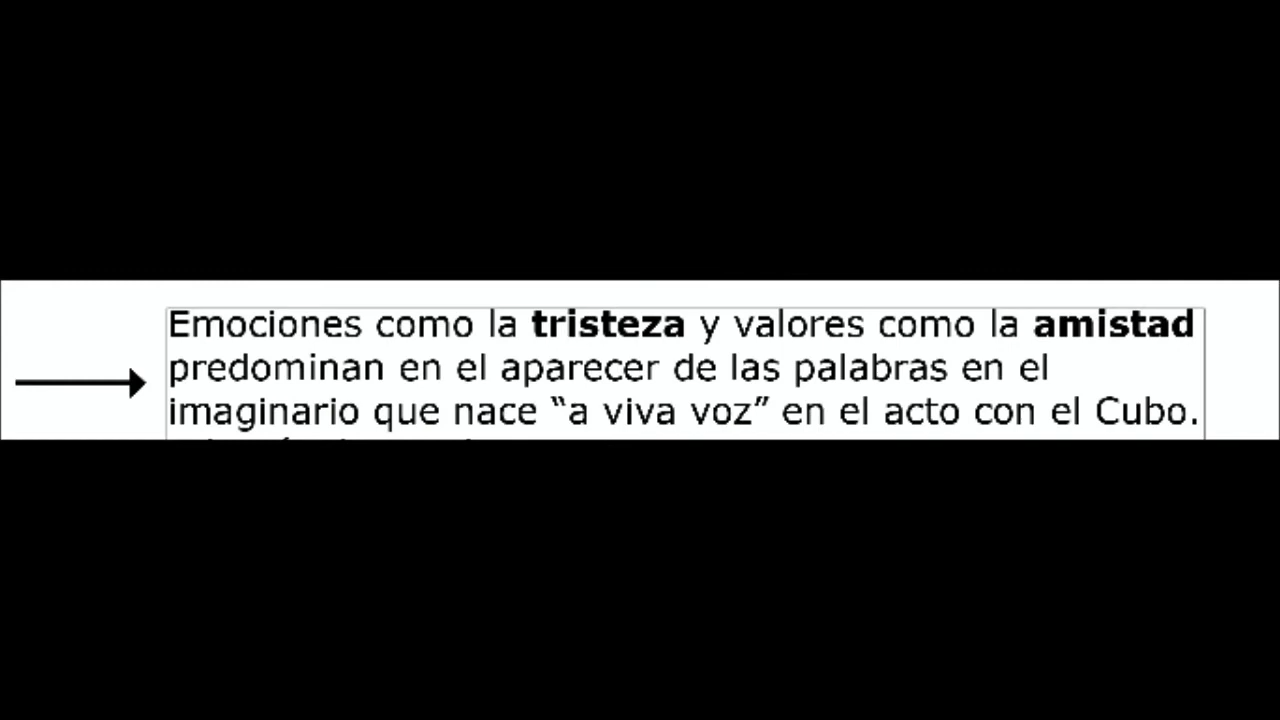 Emociones como la tristeza y valores como la amistad
predominan en el aparecer de las palabras en el
imaginario que nace “a viva voz” en el acto con el Cubo.